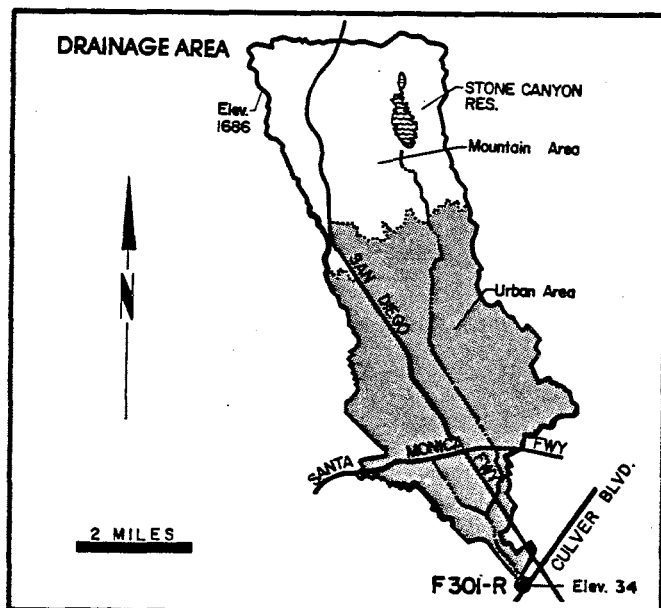 DRAINAGE AREA
Elev.
1686
STONE CANYON
RES.
Mountain Area
N
SAN DIEGO
Urban Area
SANTA MONICA FWY
FWY
2 MILES
CULVER BLVD.
F301-R
Elev. 34